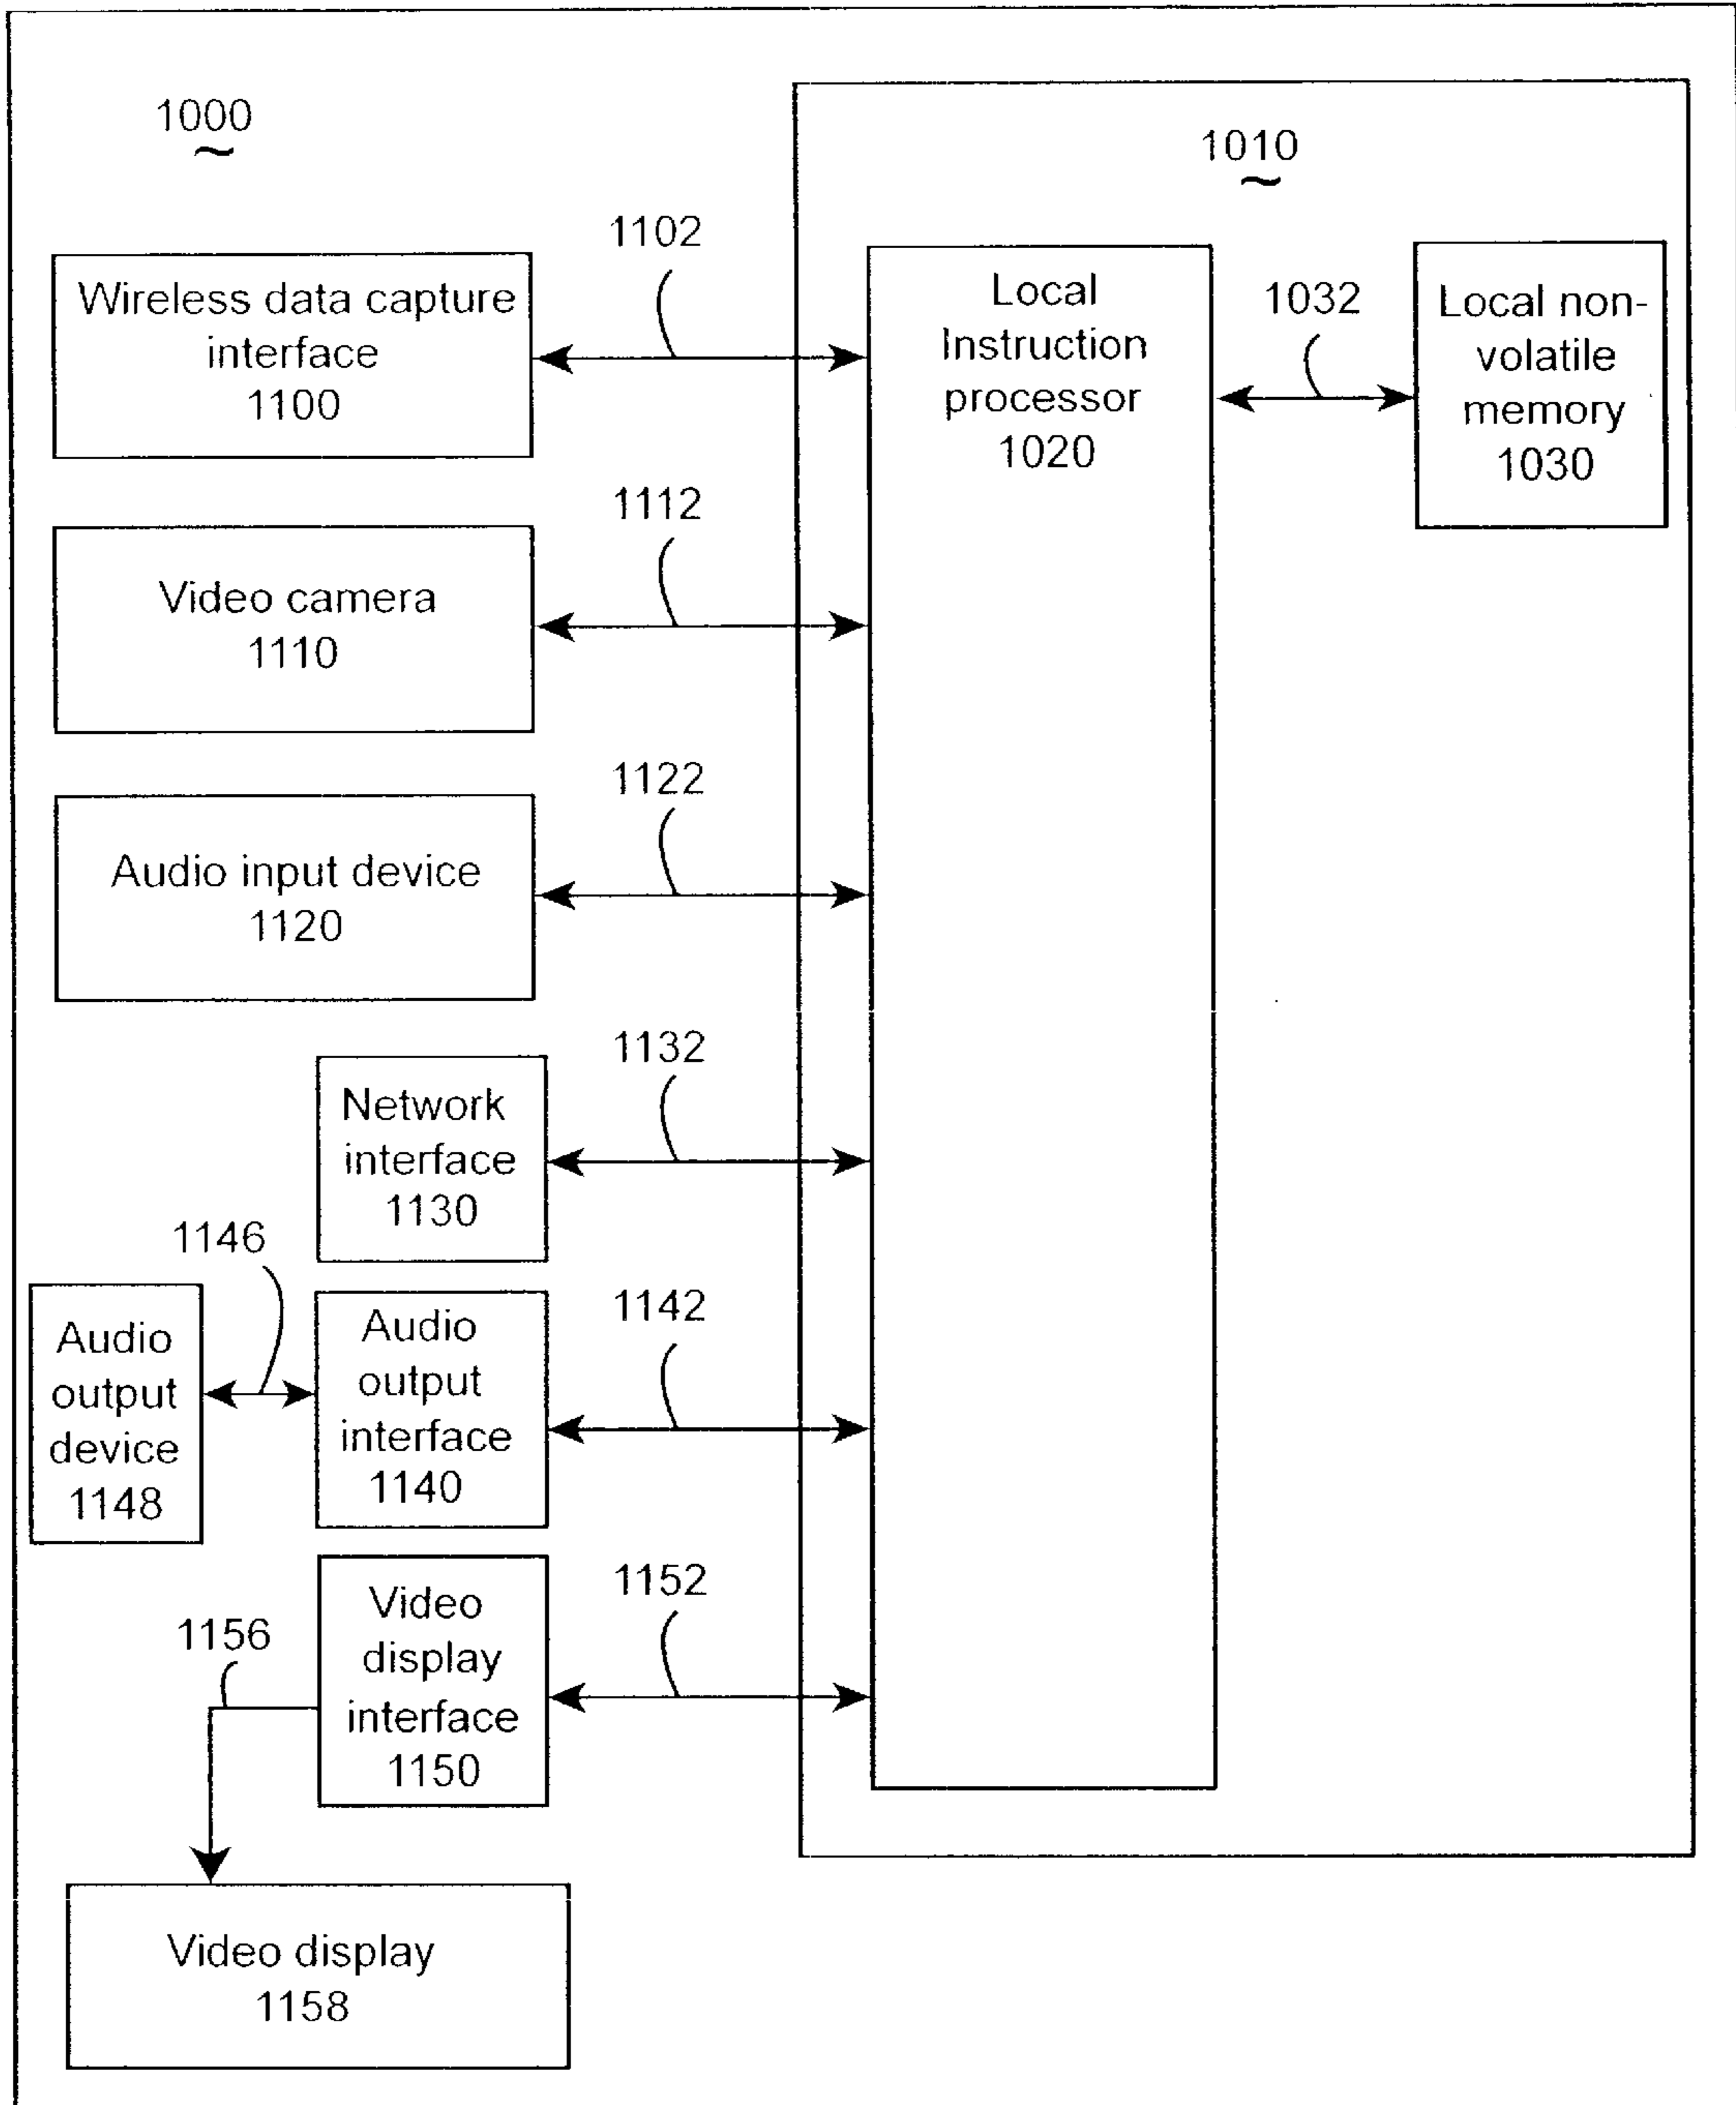 1000
1010
1102
Wireless data capture
interface
1100
Local
Instruction
processor
1020
1032
Local non-
volatile
memory
1030
1112
Video camera
1110
1122
Audio input device
1120
1132
Network
interface
1130
1146
Audio
output
device
1148
Audio
output
interface
1140
1142
Video
display
interface
1150
1152
1156
Video display
1158